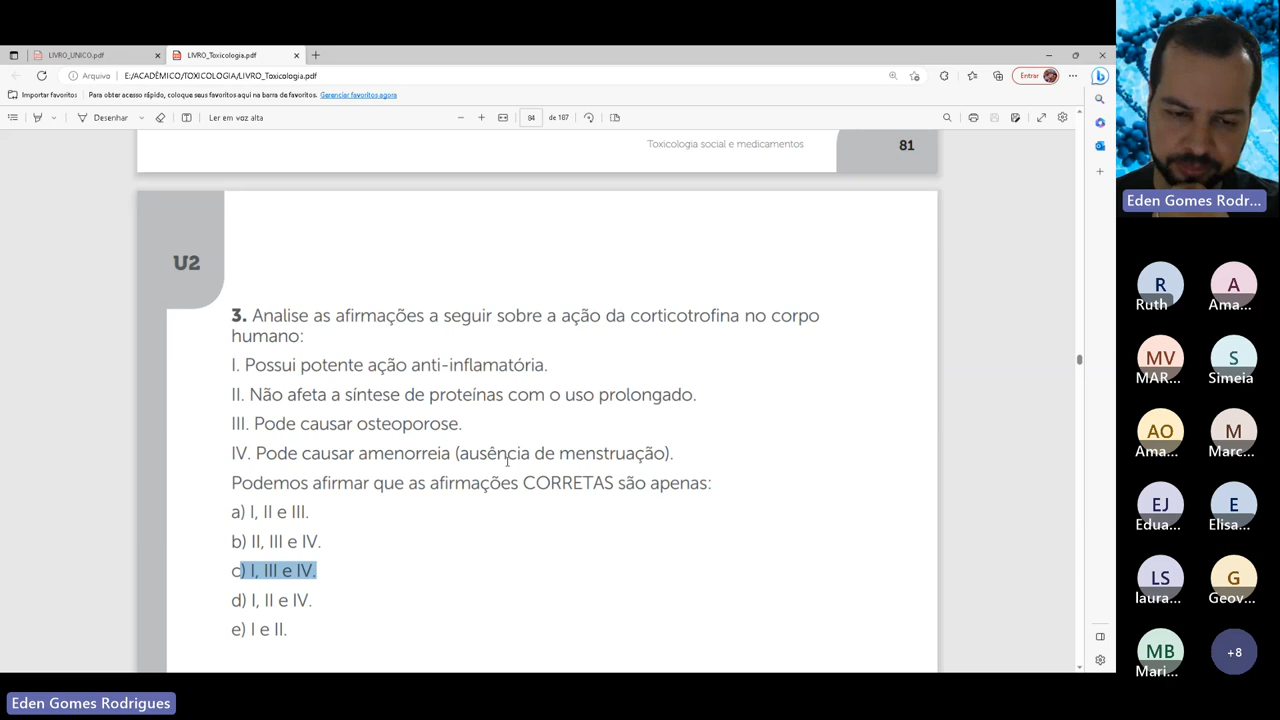 LIVRO_UNICO.pdf
LIVRO_Toxicologia.pdf
Arquivo
E:/ACADÊMICO/TOXICOLOGIA/LIVRO_Toxicologia.pdf
Entrar
Importar favoritos
Para obter acesso rápido, coloque seus favoritos aqui na barra de favoritos. Gerenciar favoritos agora
Desenhar
Ler em voz alta
84 de 187
Toxicologia social e medicamentos
81
U2
3. Analise as afirmações a seguir sobre a ação da corticotrofina no corpo
humano:
I. Possui potente ação anti-inflamatória.
II. Não afeta a síntese de proteínas com o uso prolongado.
III. Pode causar osteoporose.
IV. Pode causar amenorreia (ausência de menstruação).
Podemos afirmar que as afirmações CORRETAS são apenas:
a) I, II e III.
b) II, III e IV.
c) I, III e IV.
d) I, II e IV.
e) I e II.
Eden Gomes Rodr...
R
Ruth
A
Ama...
MV
MAR...
S
Simeia
AO
Ama...
M
Marc...
EJ
Edua...
E
Elisa...
LS
laura...
G
Geov...
MB
Mari...
+8
Eden Gomes Rodrigues